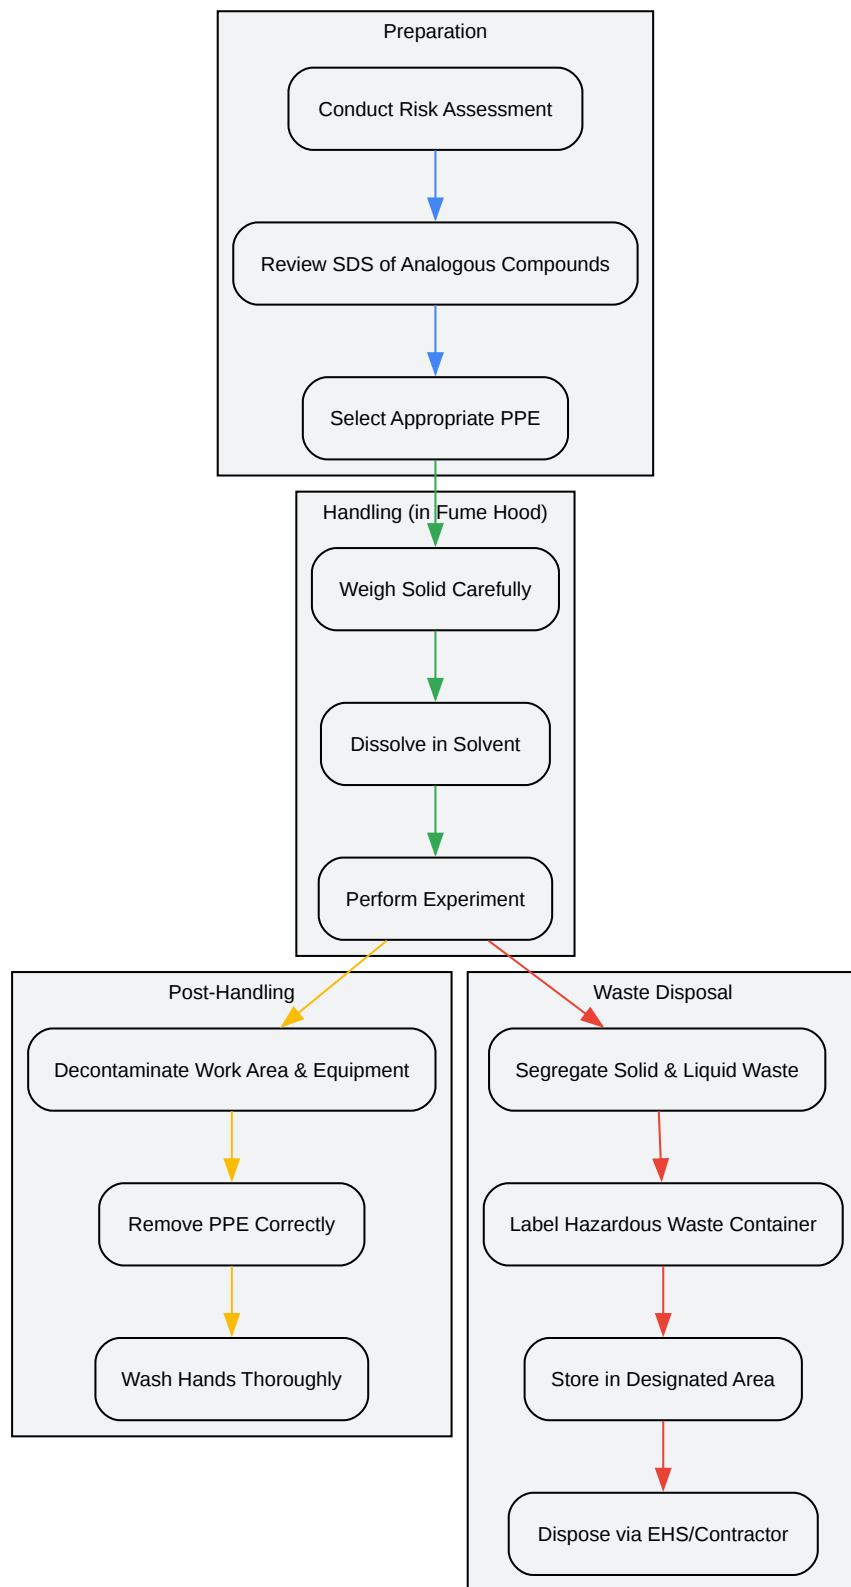 Preparation
Conduct Risk Assessment
Review SDS of Analogous Compounds
Select Appropriate PPE
Handling (in Fume Hood)
Weigh Solid Carefully
Dissolve in Solvent
Perform Experiment
Post-Handling
Decontaminate Work Area & Equipment
Remove PPE Correctly
Wash Hands Thoroughly
Waste Disposal
Segregate Solid & Liquid Waste
Label Hazardous Waste Container
Store in Designated Area
Dispose via EHS/Contractor